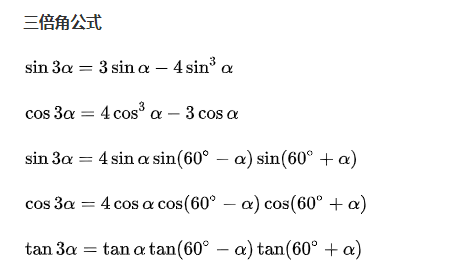 三倍角公式
sin 3α = 3 sin α − 4 sin³ α
cos 3α = 4 cos³ α − 3 cos α
sin 3α = 4 sin α sin(60° − α) sin(60° + α)
cos 3α = 4 cos α cos(60° − α) cos(60° + α)
tan 3α = tan α tan(60° − α) tan(60° + α)